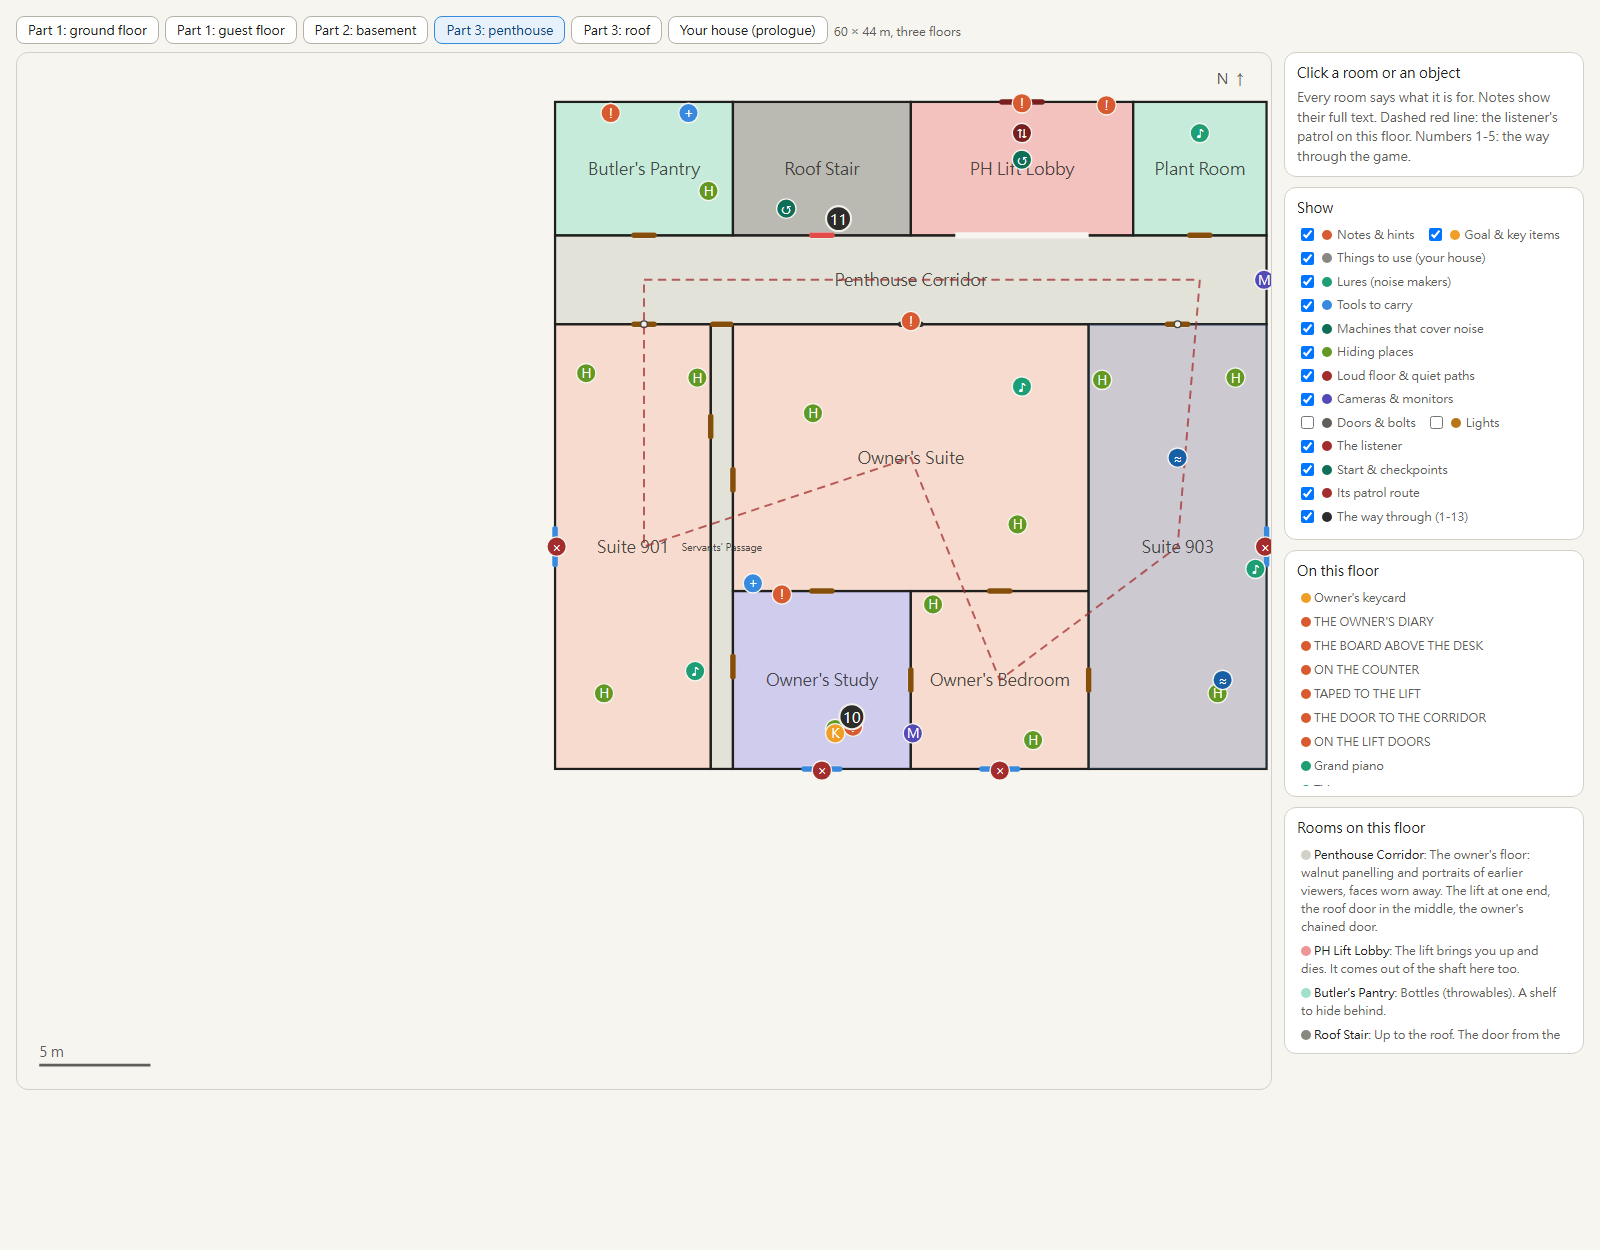 Part 1: ground floor
Part 1: guest floor
Part 2: basement
Part 3: penthouse
Part 3: roof
Your house (prologue)
60 × 44 m, three floors
N ↑
Butler's Pantry
Roof Stair
PH Lift Lobby
Plant Room
11
Penthouse Corridor
Owner's Suite
Suite 901
Servants' Passage
Suite 903
Owner's Study
Owner's Bedroom
10
5 m
Click a room or an object
Every room says what it is for. Notes show
their full text. Dashed red line: the listener's
patrol on this floor. Numbers 1-5: the way
through the game.
Show
Notes & hints
Goal & key items
Things to use (your house)
Lures (noise makers)
Tools to carry
Machines that cover noise
Hiding places
Loud floor & quiet paths
Cameras & monitors
Doors & bolts
Lights
The listener
Start & checkpoints
Its patrol route
The way through (1-13)
On this floor
Owner's keycard
THE OWNER'S DIARY
THE BOARD ABOVE THE DESK
ON THE COUNTER
TAPED TO THE LIFT
THE DOOR TO THE CORRIDOR
ON THE LIFT DOORS
Grand piano
Rooms on this floor
Penthouse Corridor: The owner's floor:
walnut panelling and portraits of earlier
viewers, faces worn away. The lift at one end,
the roof door in the middle, the owner's
chained door.
PH Lift Lobby: The lift brings you up and
dies. It comes out of the shaft here too.
Butler's Pantry: Bottles (throwables). A shelf
to hide behind.
Roof Stair: Up to the roof. The door from the